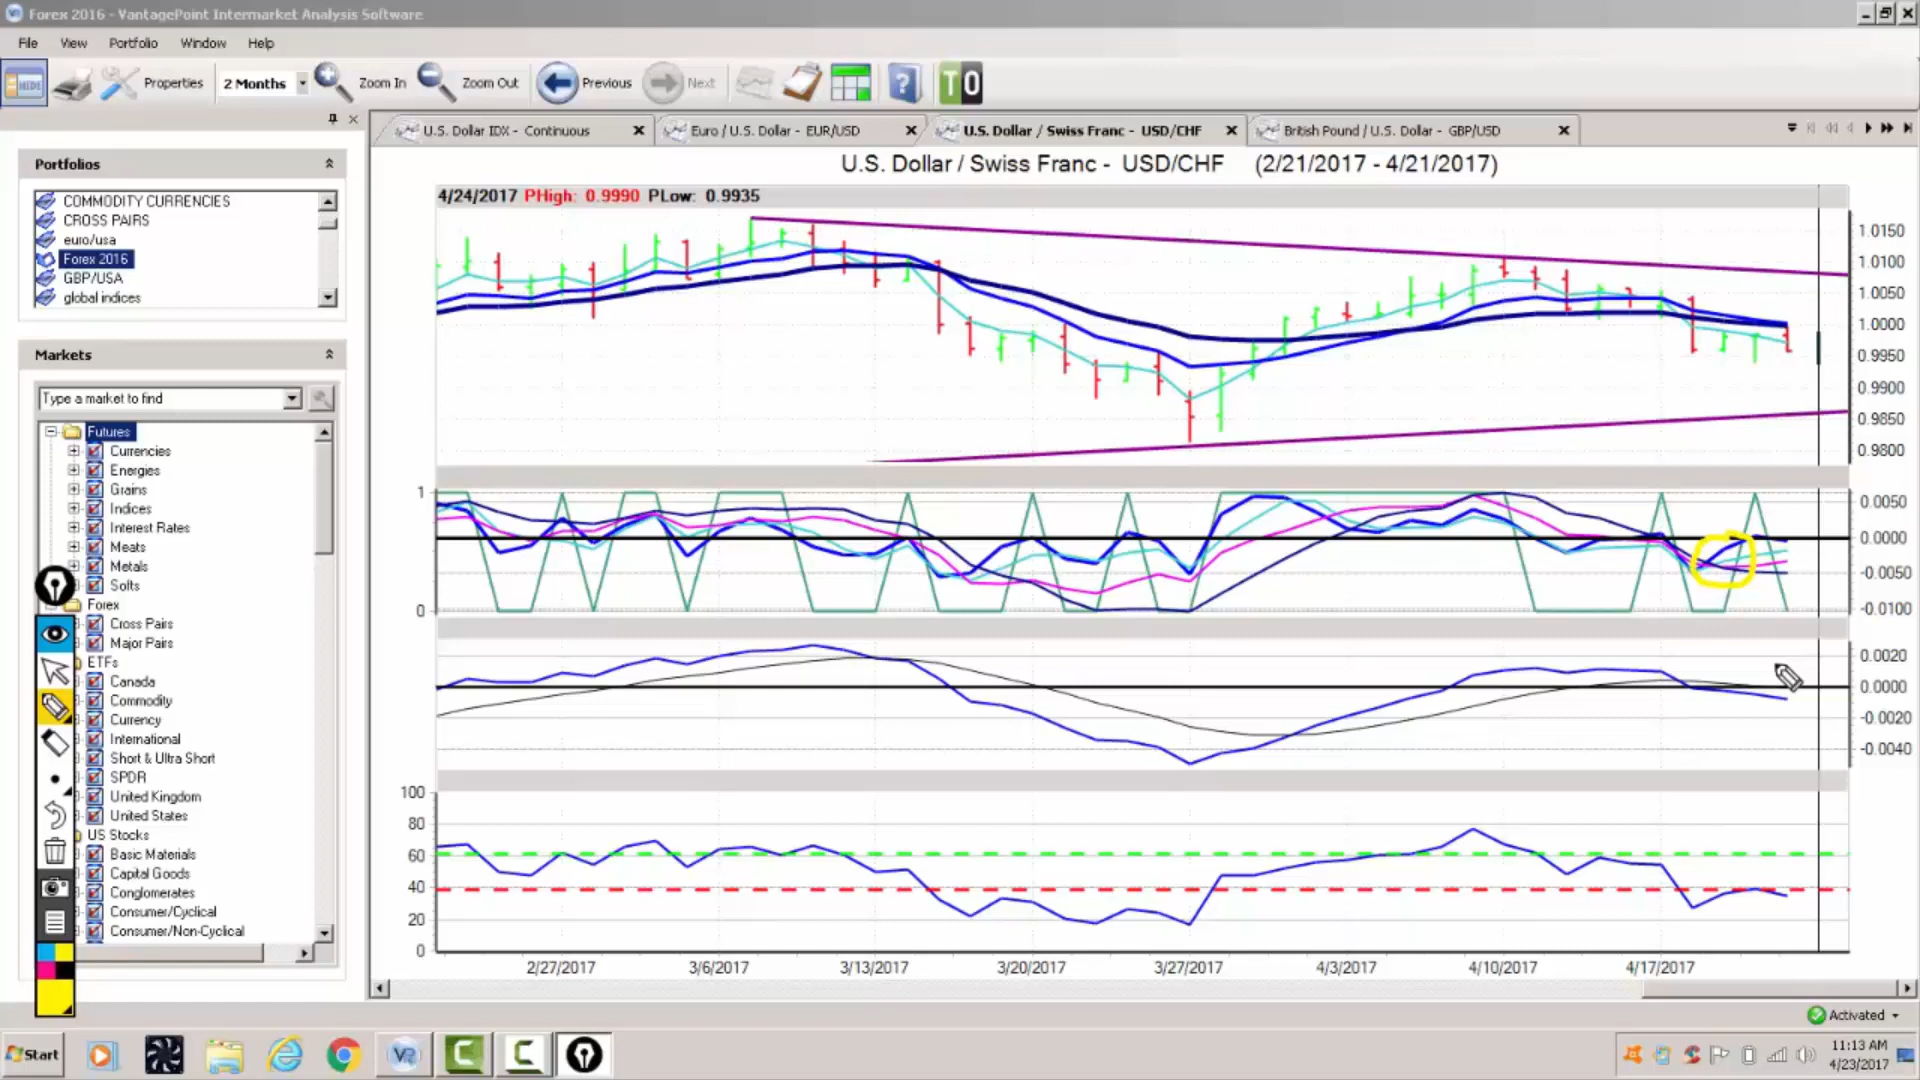 Forex 2016 - VantagePoint Intermarket Analysis Software
File View Portfolio Window Help
HIDE Properties 2 Months Zoom In Zoom Out Previous Next ? TO
U.S. Dollar IDX - Continuous
Euro / U.S. Dollar - EUR/USD
U.S. Dollar / Swiss Franc - USD/CHF
British Pound / U.S. Dollar - GBP/USD
Portfolios
COMMODITY CURRENCIES
CROSS PAIRS
euro/usa
Forex 2016
GBP/USA
global indices
Markets
Type a market to find
Futures
Currencies
Energies
Grains
Indices
Interest Rates
Meats
Metals
Softs
Forex
Cross Pairs
Major Pairs
ETFs
Canada
Commodity
Currency
International
Short & Ultra Short
SPDR
United Kingdom
United States
US Stocks
Basic Materials
Capital Goods
Conglomerates
Consumer/Cyclical
Consumer/Non-Cyclical
U.S. Dollar / Swiss Franc - USD/CHF (2/21/2017 - 4/21/2017)
4/24/2017 PHigh: 0.9990 PLow: 0.9935
1.0150
1.0100
1.0050
1.0000
0.9950
0.9900
0.9850
0.9800
1
0
0.0050
0.0000
-0.0050
-0.0100
0.0020
0.0000
-0.0020
-0.0040
100
80
60
40
20
0
2/27/2017 3/6/2017 3/13/2017 3/20/2017 3/27/2017 4/3/2017 4/10/2017 4/17/2017
Activated
Start
11:13 AM
4/23/2017